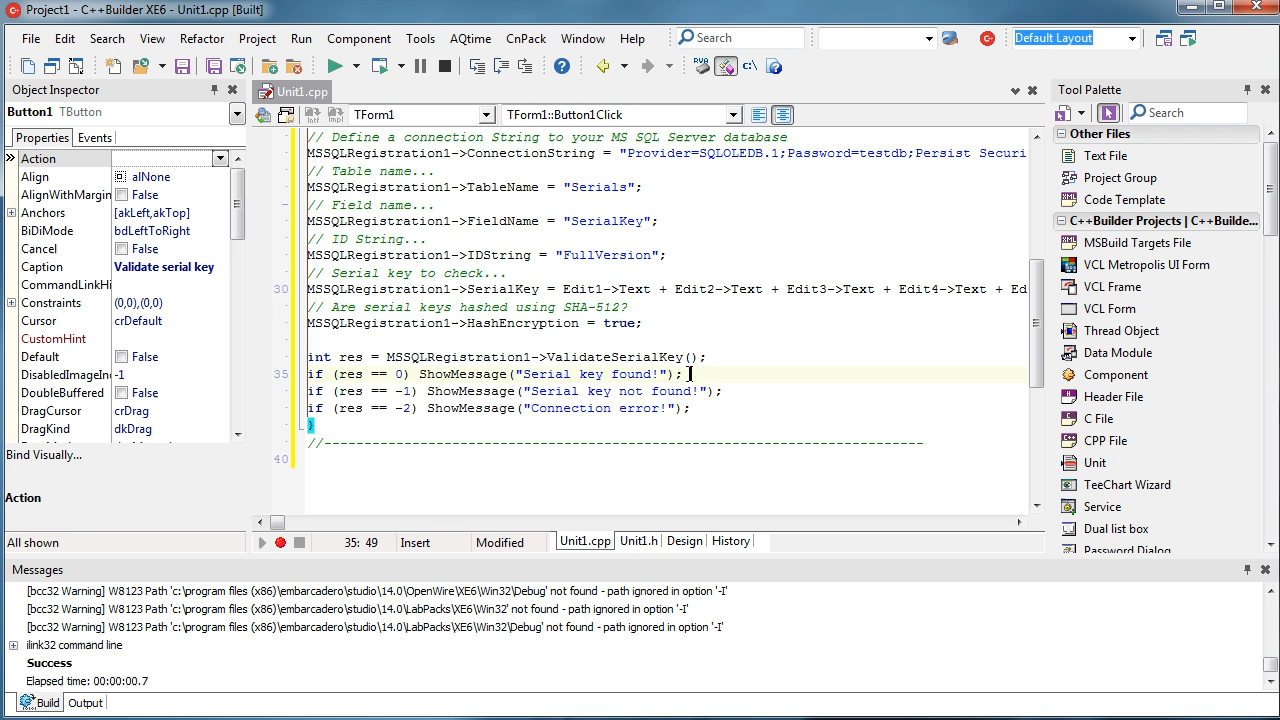 Project1 - C++Builder XE6 - Unit1.cpp [Built]
File Edit Search View Refactor Project Run Component Tools AQtime CnPack Window Help
Search
Default Layout
Object Inspector
Unit1.cpp
Tool Palette
Button1 TButton
TForm1
TForm1::Button1Click
Search
Properties Events
Action
Align alNone
AlignWithMargin False
Anchors [akLeft,akTop]
BiDiMode bdLeftToRight
Cancel False
Caption Validate serial key
CommandLinkHi
Constraints (0,0),(0,0)
Cursor crDefault
CustomHint
Default False
DisabledImageInd -1
DoubleBuffered False
DragCursor crDrag
DragKind dkDrag
Bind Visually...
Action
All shown
// Define a connection String to your MS SQL Server database
MSSQLRegistration1->ConnectionString = "Provider=SQLOLEDB.1;Password=testdb;Persist Securi
// Table name...
MSSQLRegistration1->TableName = "Serials";
// Field name...
MSSQLRegistration1->FieldName = "SerialKey";
// ID String...
MSSQLRegistration1->IDString = "FullVersion";
// Serial key to check...
30 MSSQLRegistration1->SerialKey = Edit1->Text + Edit2->Text + Edit3->Text + Edit4->Text + Ed
// Are serial keys hashed using SHA-512?
MSSQLRegistration1->HashEncryption = true;
int res = MSSQLRegistration1->ValidateSerialKey();
35 if (res == 0) ShowMessage("Serial key found!");
if (res == -1) ShowMessage("Serial key not found!");
if (res == -2) ShowMessage("Connection error!");
}
//---------------------------------------------------------------------------
40
35: 49 Insert Modified Unit1.cpp Unit1.h Design History
Other Files
Text File
Project Group
Code Template
C++Builder Projects | C++Builde...
MSBuild Targets File
VCL Metropolis UI Form
VCL Frame
VCL Form
Thread Object
Data Module
Component
Header File
C File
CPP File
Unit
TeeChart Wizard
Service
Dual list box
Password Dialog
Messages
[bcc32 Warning] W8123 Path 'c:\program files (x86)\embarcadero\studio\14.0\OpenWire\XE6\Win32\Debug' not found - path ignored in option '-I'
[bcc32 Warning] W8123 Path 'c:\program files (x86)\embarcadero\studio\14.0\LabPacks\XE6\Win32' not found - path ignored in option '-I'
[bcc32 Warning] W8123 Path 'c:\program files (x86)\embarcadero\studio\14.0\LabPacks\XE6\Win32\Debug' not found - path ignored in option '-I'
ilink32 command line
Success
Elapsed time: 00:00:00.7
Build Output